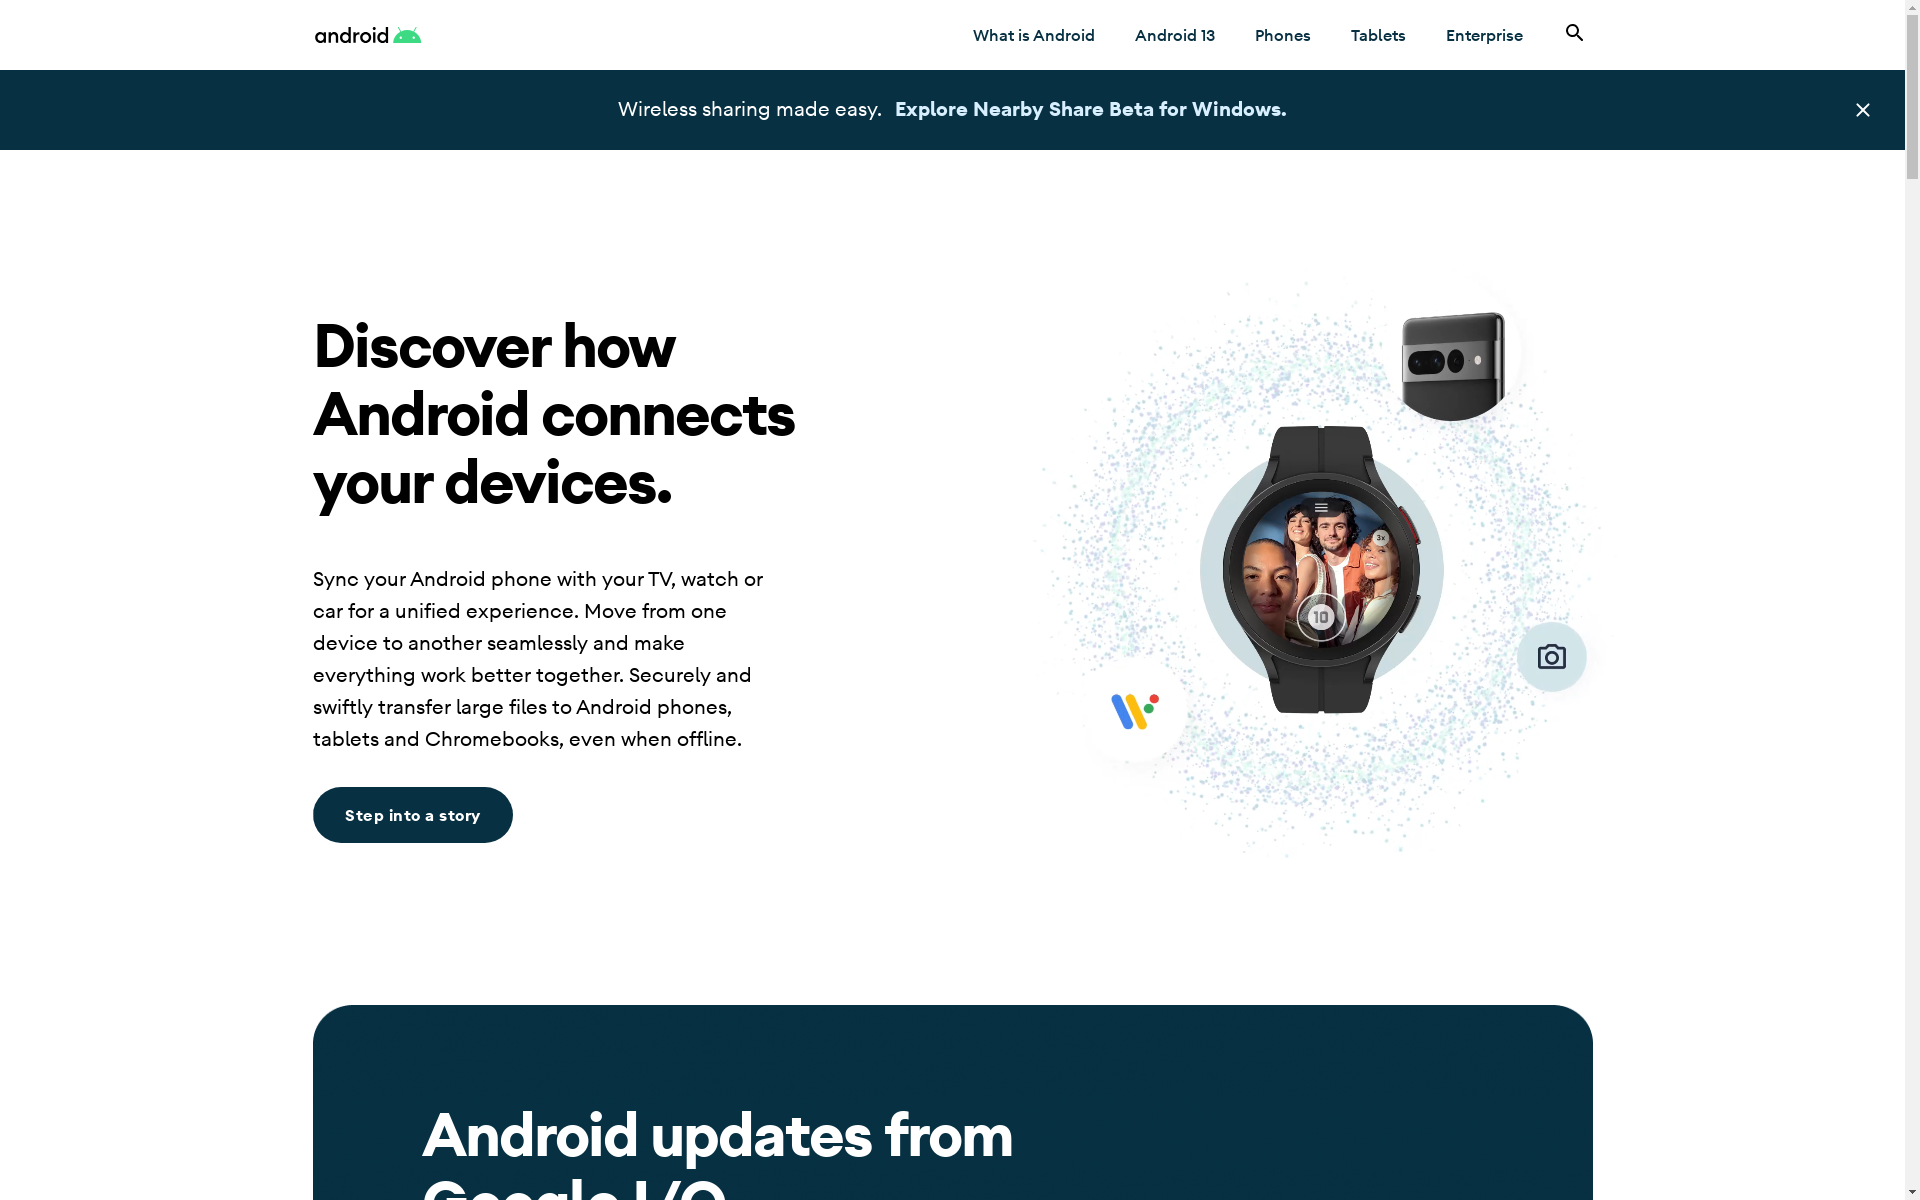 android
What is Android
Android 13
Phones
Tablets
Enterprise
Wireless sharing made easy. Explore Nearby Share Beta for Windows.
Discover how
Android connects
your devices.
3x
10
Sync your Android phone with your TV, watch or
car for a unified experience. Move from one
device to another seamlessly and make
everything work better together. Securely and
swiftly transfer large files to Android phones,
tablets and Chromebooks, even when offline.
Step into a story
Android updates from
Google I/O